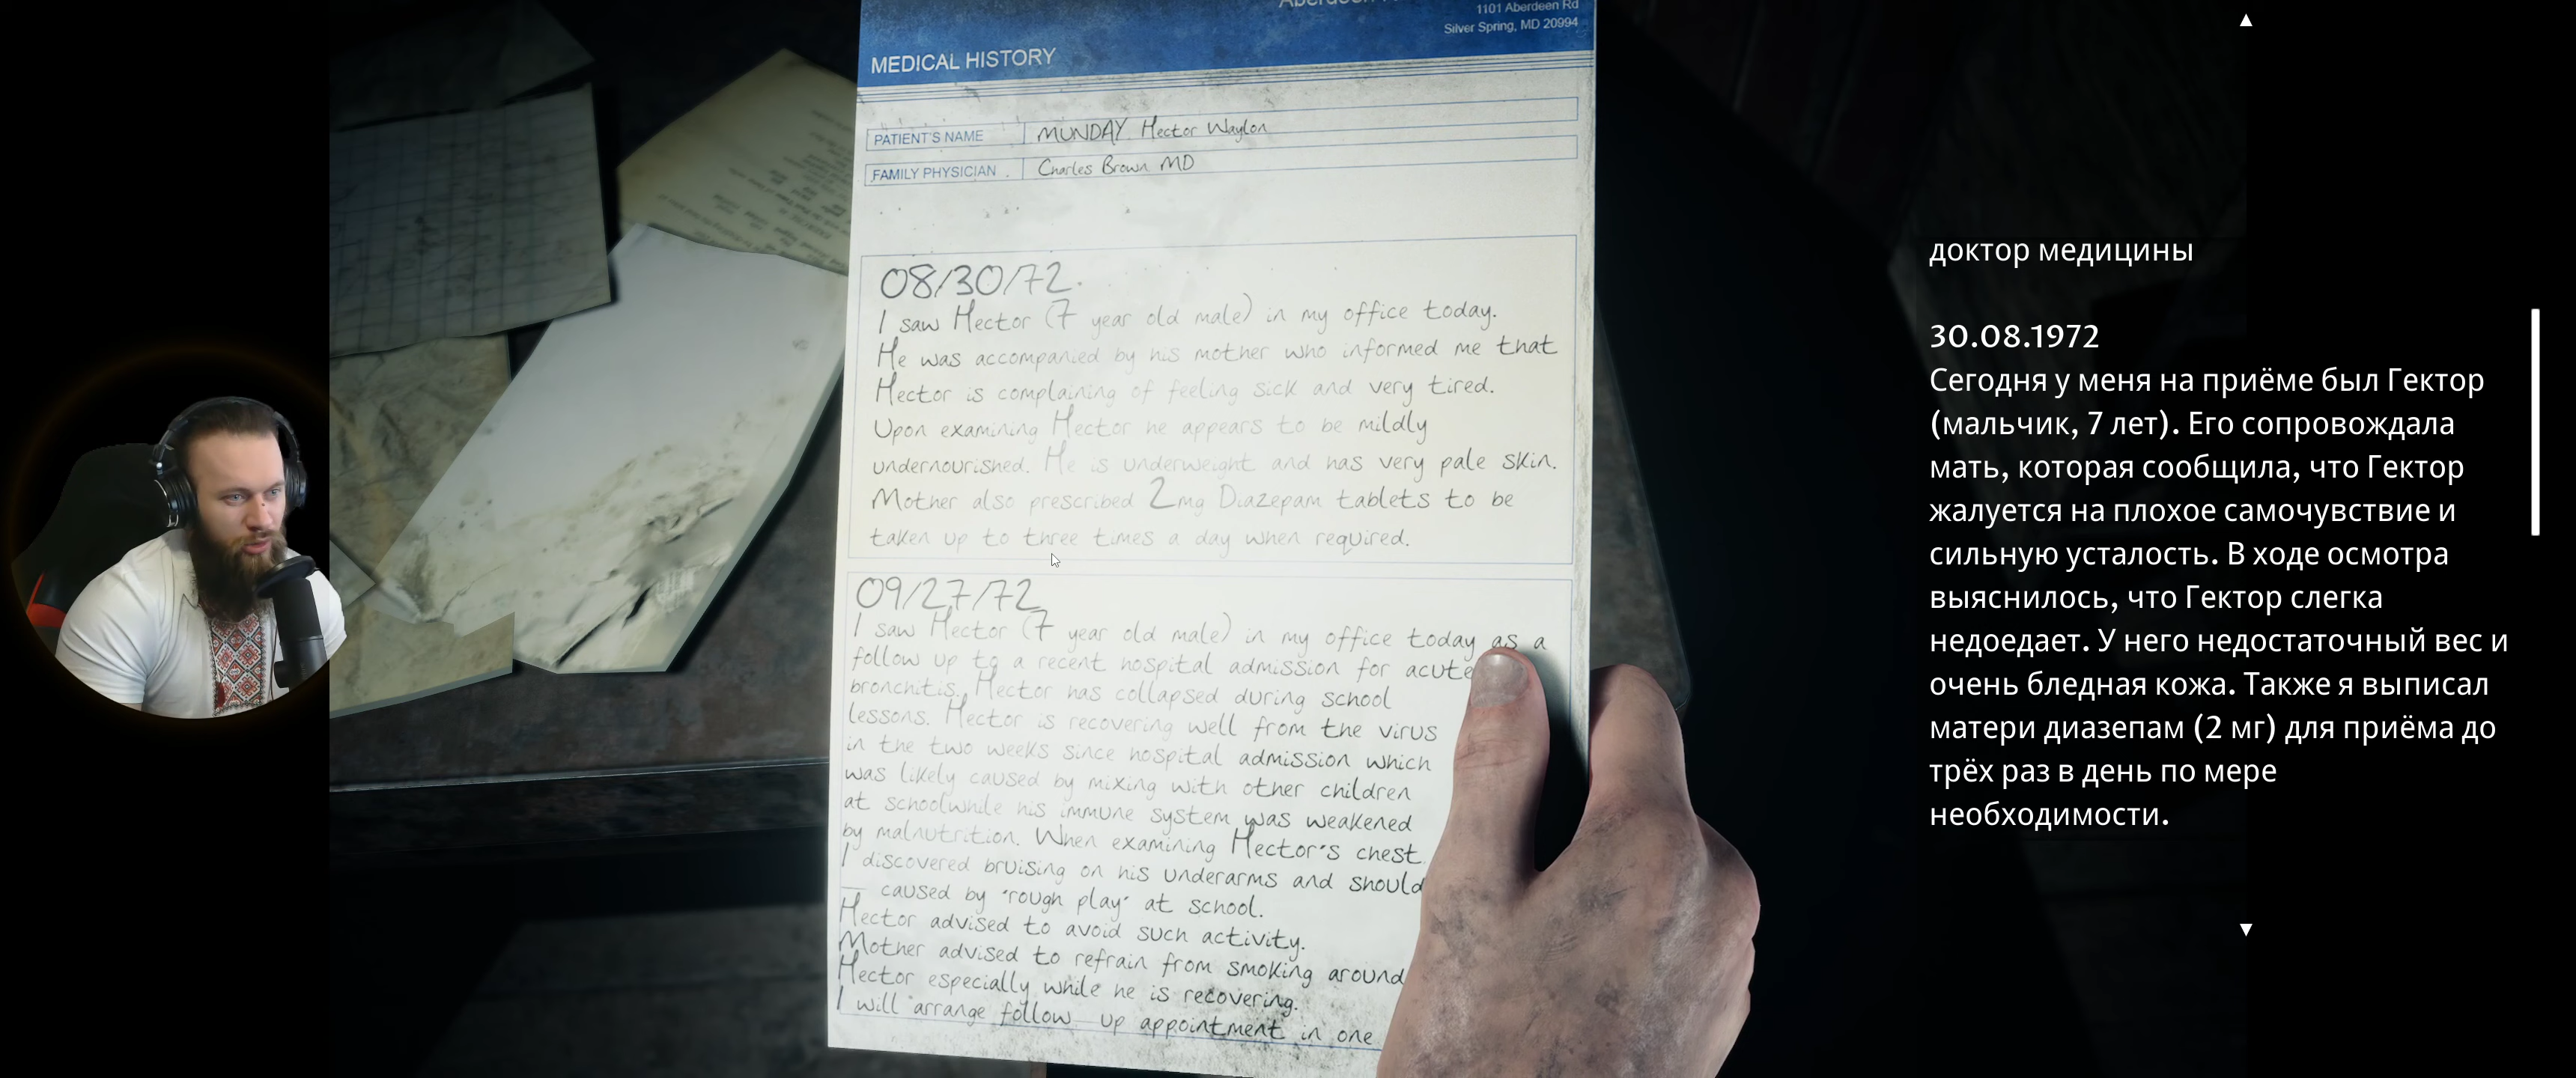 1101 Aberdeen Rd
Silver Spring, MD 20994
MEDICAL HISTORY
PATIENT'S NAME MUNDAY Hector Waylon
FAMILY PHYSICIAN Charles Brown MD
08/30/72.
I saw Hector (7 year old male) in my office today.
He was accompanied by his mother who informed me that
Hector is complaining of feeling sick and very tired.
Upon examining Hector he appears to be mildly
undernourished. He is underweight and has very pale skin.
Mother also prescribed 2mg Diazepam tablets to be
taken up to three times a day when required.
09/27/72
I saw Hector (7 year old male) in my office today as a
follow up to a recent hospital admission for acute
bronchitis. Hector has collapsed during school
lessons. Hector is recovering well from the virus
in the two weeks since hospital admission which
was likely caused by mixing with other children
at schoolwhile his immune system was weakened
by malnutrition. When examining Hector's chest
I discovered bruising on his underarms and should
caused by "rough play" at school.
Hector advised to avoid such activity.
Mother advised to refrain from smoking around
Hector especially while he is recovering.
I will arrange follow up appointment in one
доктор медицины
30.08.1972
Сегодня у меня на приёме был Гектор
(мальчик, 7 лет). Его сопровождала
мать, которая сообщила, что Гектор
жалуется на плохое самочувствие и
сильную усталость. В ходе осмотра
выяснилось, что Гектор слегка
недоедает. У него недостаточный вес и
очень бледная кожа. Также я выписал
матери диазепам (2 мг) для приёма до
трёх раз в день по мере
необходимости.